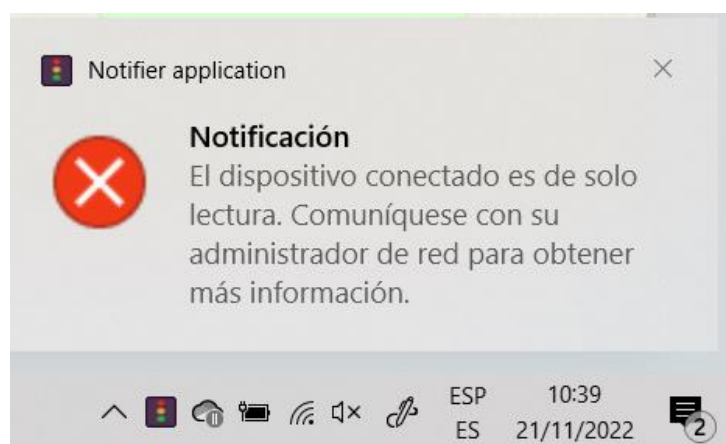 Notifier application
Notificación
El dispositivo conectado es de solo
lectura. Comuníquese con su
administrador de red para obtener
más información.
ESP 10:39
ES 21/11/2022
2